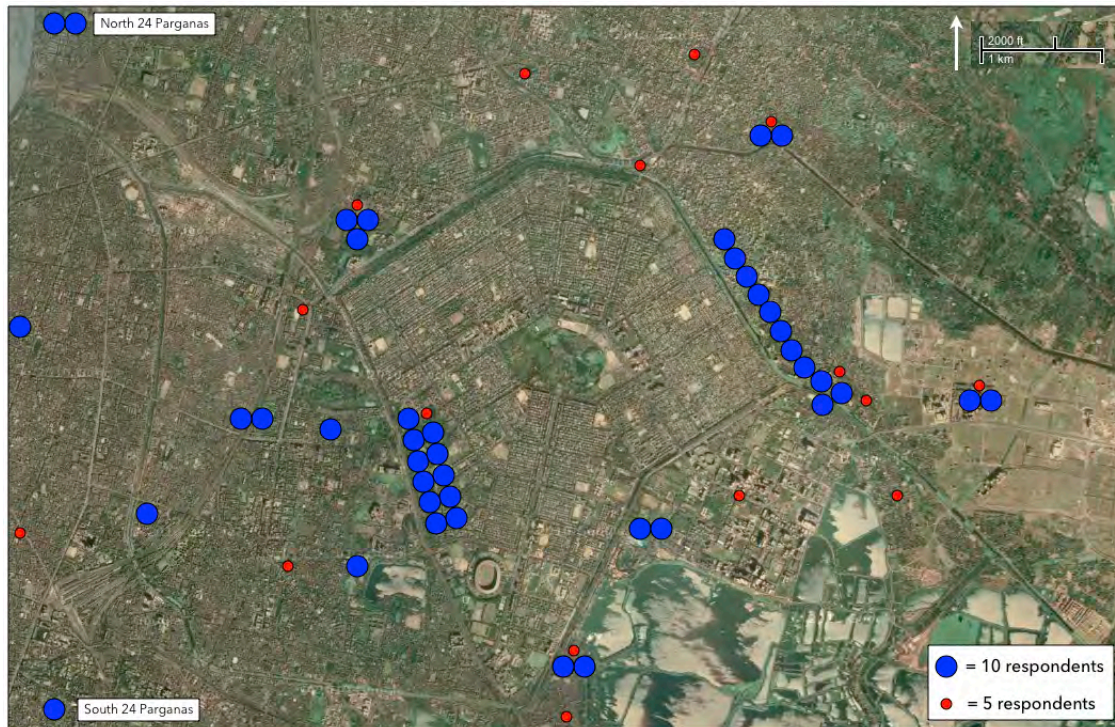 North 24 Parganas
2000 ft
1 km
South 24 Parganas
= 10 respondents
= 5 respondents